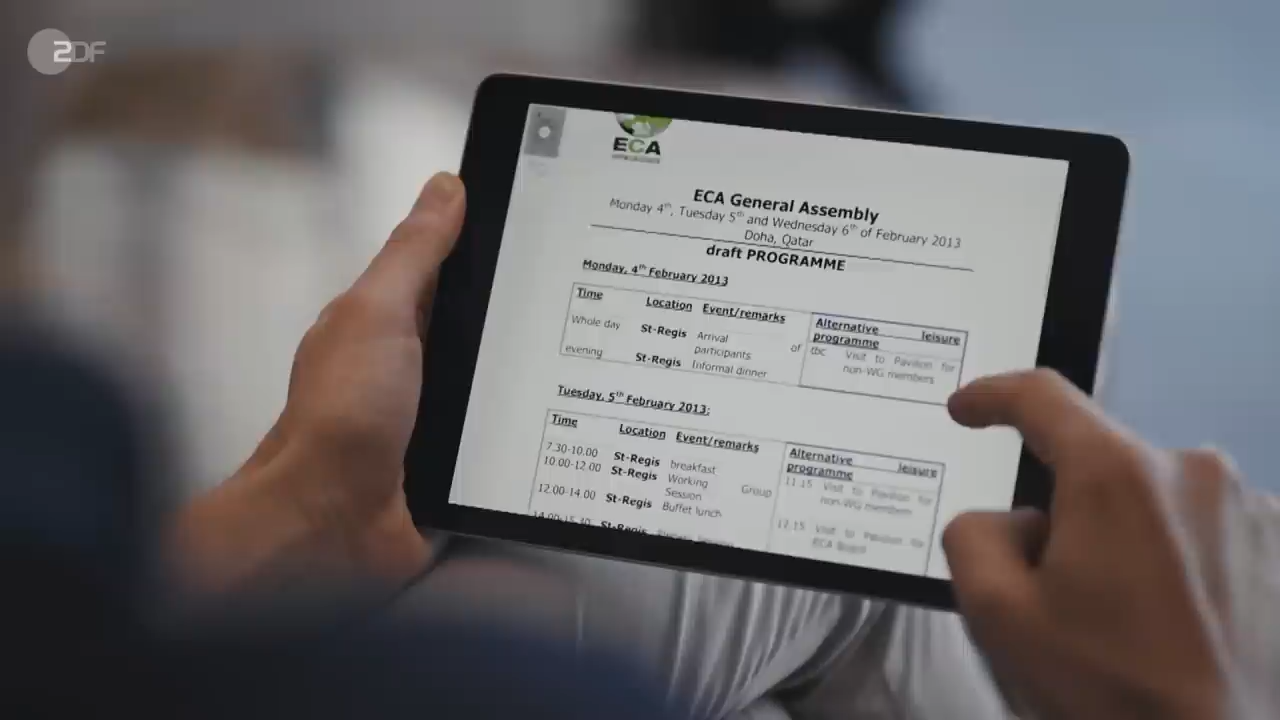 ZDF
ECA
ECA General Assembly
Monday 4th, Tuesday 5th and Wednesday 6th of February 2013
Doha, Qatar
draft PROGRAMME
Monday, 4th February 2013
Time Location Event/remarks Alternative leisure programme
Whole day St-Regis Arrival of participants tbc Visit to Pavilion for non-WG members
evening St-Regis Informal dinner
Tuesday, 5th February 2013:
Time Location Event/remarks Alternative leisure programme
7.30-10.00 St-Regis breakfast 11.15 Visit to Pavilion for non-WG members
10.00-12.00 St-Regis Working Group Session
12.00-14.00 St-Regis Buffet lunch 12.15 Visit to Pavilion for ECA Board
St-Regis